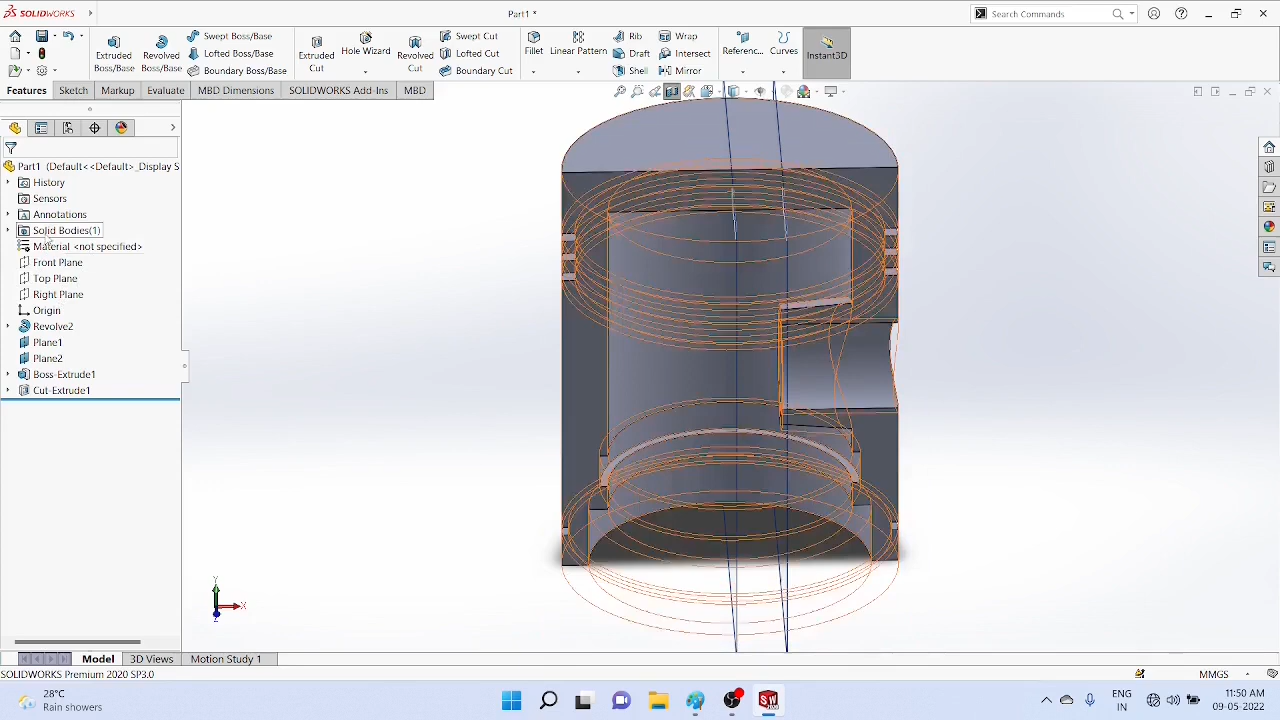 SOLIDWORKS
Part1 *
Search Commands
Extruded Boss/Base
Revolved Boss/Base
Swept Boss/Base
Lofted Boss/Base
Boundary Boss/Base
Extruded Cut
Hole Wizard
Revolved Cut
Swept Cut
Lofted Cut
Boundary Cut
Fillet
Linear Pattern
Rib
Draft
Shell
Wrap
Intersect
Mirror
Referenc...
Curves
Instant3D
Features
Sketch
Markup
Evaluate
MBD Dimensions
SOLIDWORKS Add-Ins
MBD
Part1 (Default<<Default>_Display S
History
Sensors
Annotations
Solid Bodies(1)
Material <not specified>
Front Plane
Top Plane
Right Plane
Origin
Revolve2
Plane1
Plane2
Boss-Extrude1
Cut-Extrude1
Y
X
Z
Model
3D Views
Motion Study 1
SOLIDWORKS Premium 2020 SP3.0
MMGS
28°C
Rain showers
ENG
IN
11:50 AM
09-05-2022